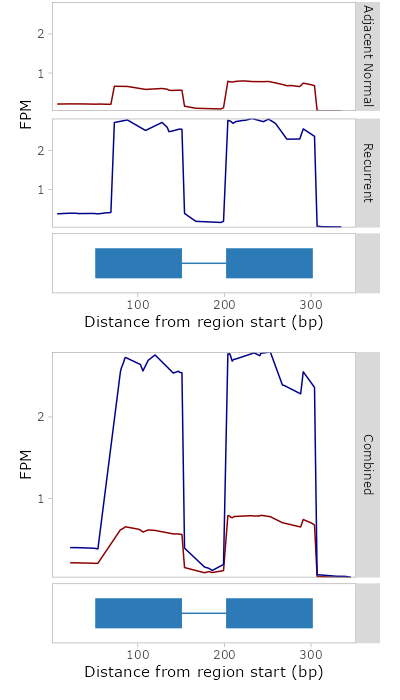 Adjacent Normal
2
1
FPM
Recurrent
2
1
100
200
300
Distance from region start (bp)
Combined
2
1
FPM
100
200
300
Distance from region start (bp)